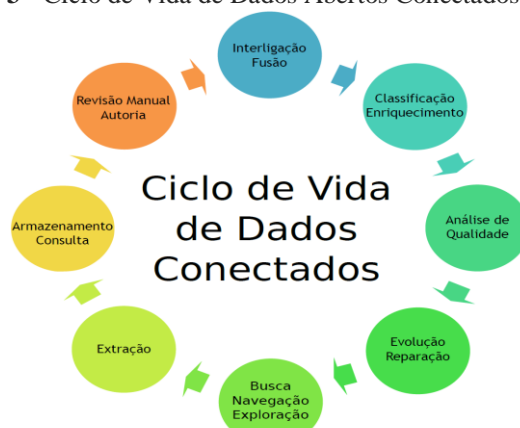 3 Ciclo de Vida de Dados Abertos Conectados
Interligação
Fusão
Classificação
Enriquecimento
Análise de
Qualidade
Evolução
Reparação
Busca
Navegação
Exploração
Extração
Armazenamento
Consulta
Revisão Manual
Autoria
Ciclo de Vida
de Dados
Conectados